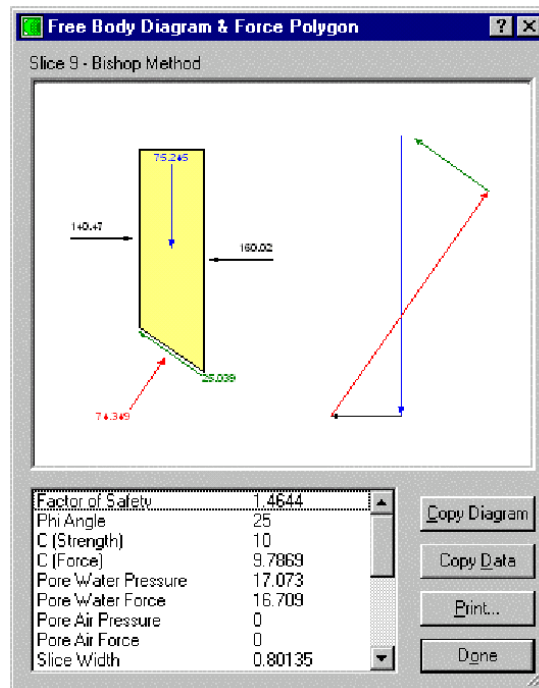 Free Body Diagram & Force Polygon
Slice 9 - Bishop Method
75.245
140.47
160.02
25.039
74.349
Factor of Safety 1.4644
Phi Angle 25
C (Strength) 10
C (Force) 9.7869
Pore Water Pressure 17.073
Pore Water Force 16.709
Pore Air Pressure 0
Pore Air Force 0
Slice Width 0.80135
Copy Diagram
Copy Data
Print...
Done